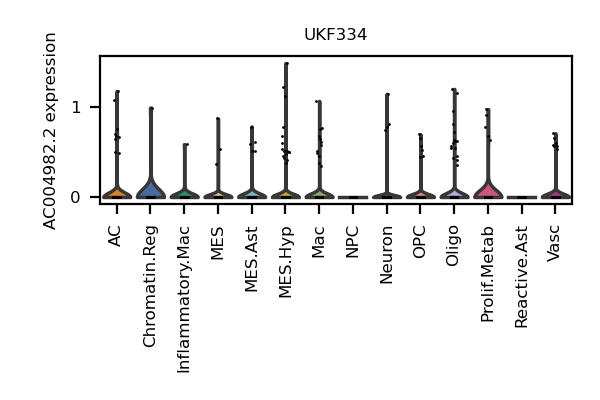 UKF334
AC004982.2 expression
1
0
AC
Chromatin.Reg
Inflammatory.Mac
MES
MES.Ast
MES.Hyp
Mac
NPC
Neuron
OPC
Oligo
Prolif.Metab
Reactive.Ast
Vasc